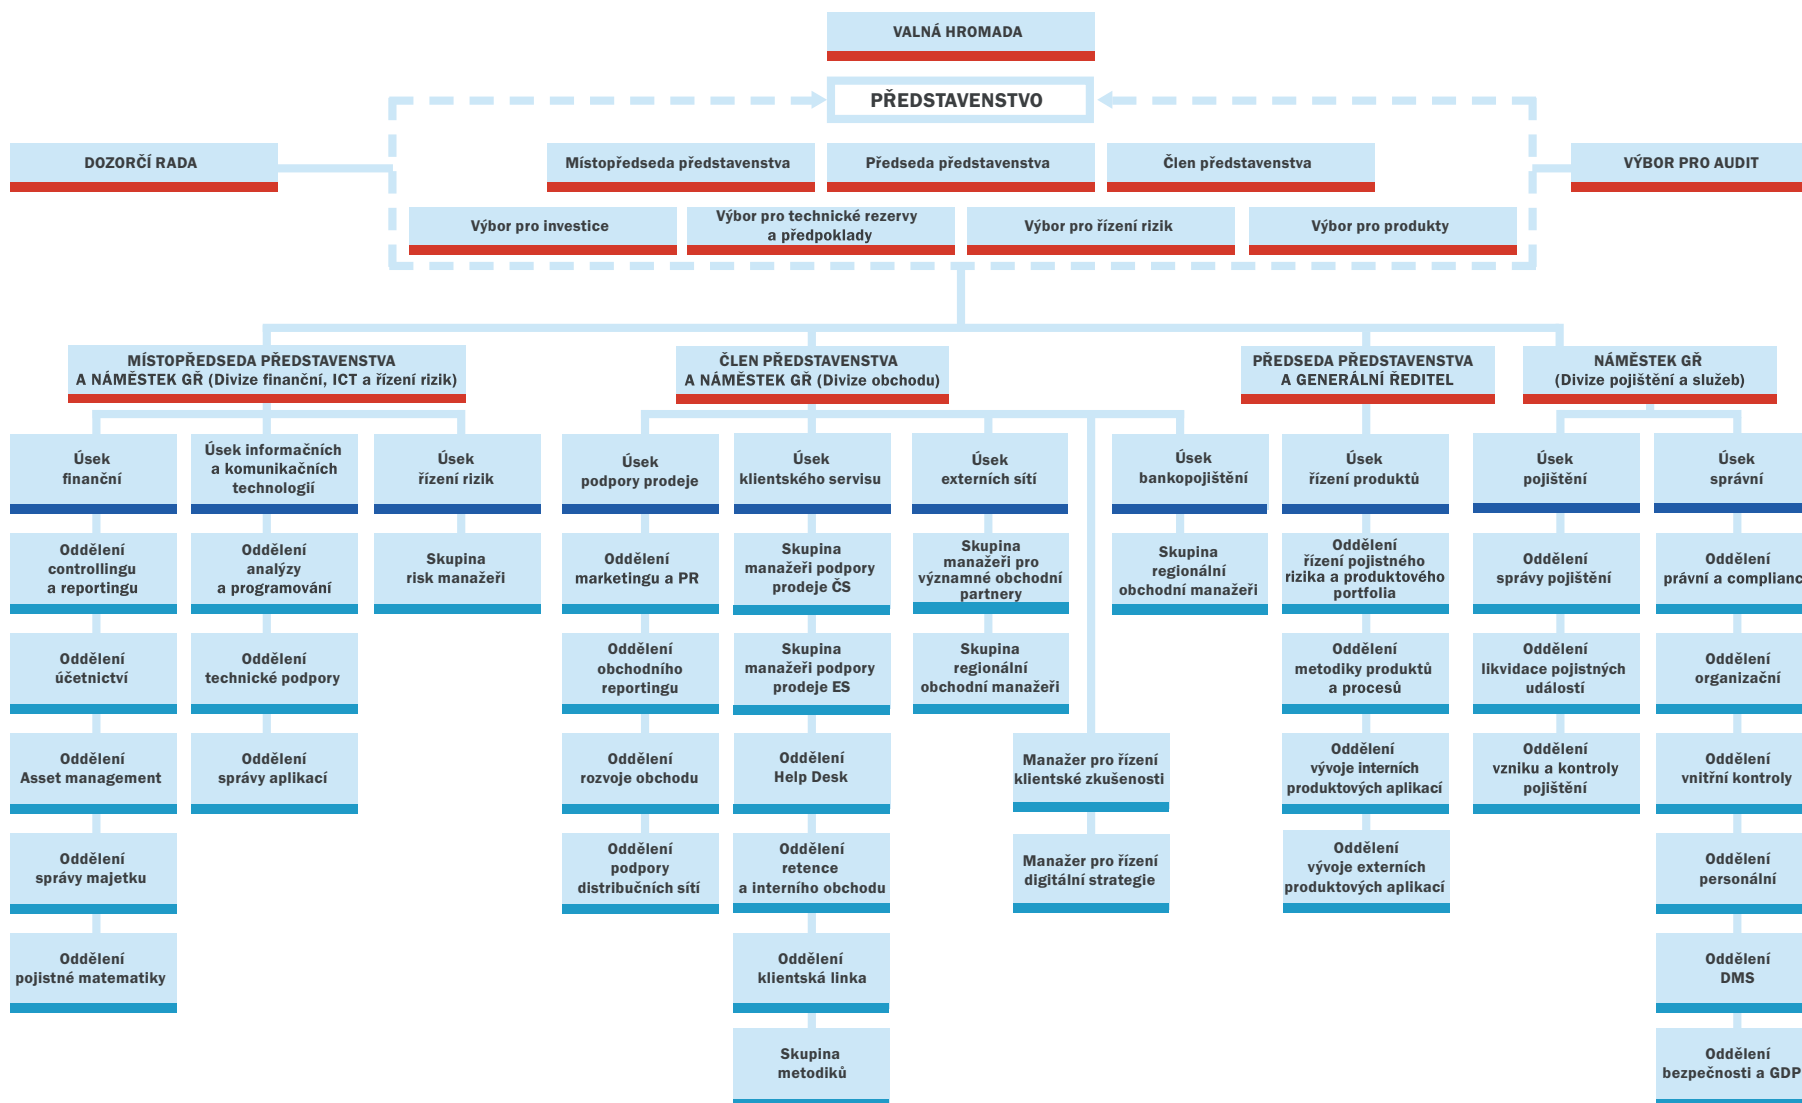 VALNÁ HROMADA
PŘEDSTAVENSTVO
DOZORČÍ RADA
Místopředseda představenstva
Předseda představenstva
Člen představenstva
VÝBOR PRO AUDIT
Výbor pro investice
Výbor pro technické rezervy
a předpoklady
Výbor pro řízení rizik
Výbor pro produkty
MÍSTOPŘEDSEDA PŘEDSTAVENSTVA
A NÁMĚSTEK GŘ (Divize finanční, ICT a řízení rizik)
ČLEN PŘEDSTAVENSTVA
A NÁMĚSTEK GŘ (Divize obchodu)
PŘEDSEDA PŘEDSTAVENSTVA
A GENERÁLNÍ ŘEDITEL
NÁMĚSTEK GŘ
(Divize pojištění a služeb)
Úsek
finanční
Úsek informačních
a komunikačních
technologií
Úsek
řízení rizik
Úsek
podpory prodeje
Úsek
klientského servisu
Úsek
externích sítí
Úsek
bankopojištění
Úsek
řízení produktů
Úsek
pojištění
Úsek
správní
Oddělení
controllingu
a reportingu
Oddělení
analýzy
a programování
Skupina
risk manažeři
Oddělení
marketingu a PR
Skupina
manažeři podpory
prodeje ČS
Skupina
manažeři pro
významné obchodní
partnery
Skupina
regionální
obchodní manažeři
Oddělení
řízení pojistného
rizika a produktového
portfolia
Oddělení
správy pojištění
Oddělení
právní a complianc
Oddělení
účetnictví
Oddělení
technické podpory
Oddělení
obchodního
reportingu
Skupina
manažeři podpory
prodeje ES
Skupina
regionální
obchodní manažeři
Oddělení
metodiky produktů
a procesů
Oddělení
likvidace pojistných
událostí
Oddělení
organizační
Oddělení
Asset management
Oddělení
správy aplikací
Oddělení
rozvoje obchodu
Oddělení
Help Desk
Manažer pro řízení
klientské zkušenosti
Oddělení
vývoje interních
produktových aplikací
Oddělení
vzniku a kontroly
pojištění
Oddělení
vnitřní kontroly
Oddělení
správy majetku
Oddělení
podpory
distribučních sítí
Oddělení
retence
a interního obchodu
Manažer pro řízení
digitální strategie
Oddělení
vývoje externích
produktových aplikací
Oddělení
personální
Oddělení
pojistné matematiky
Oddělení
klientská linka
Oddělení
DMS
Skupina
metodiků
Oddělení
bezpečnosti a GDP